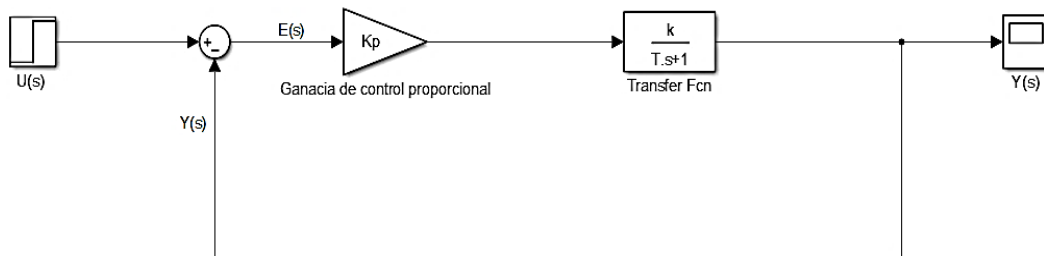 U(s)
+
-
E(s)
Kp
Ganacia de control proporcional
k
T.s+1
Transfer Fcn
Y(s)
Y(s)